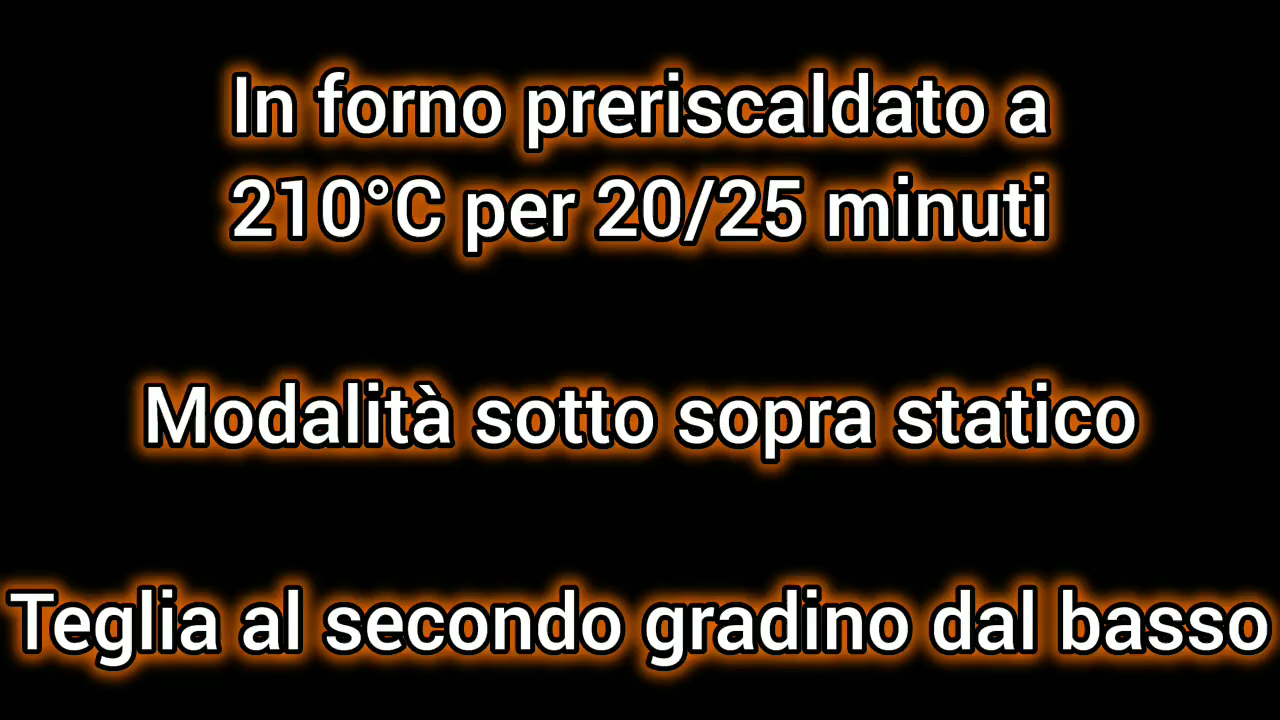 In forno preriscaldato a
210°C per 20/25 minuti
Modalità sotto sopra statico
Teglia al secondo gradino dal basso